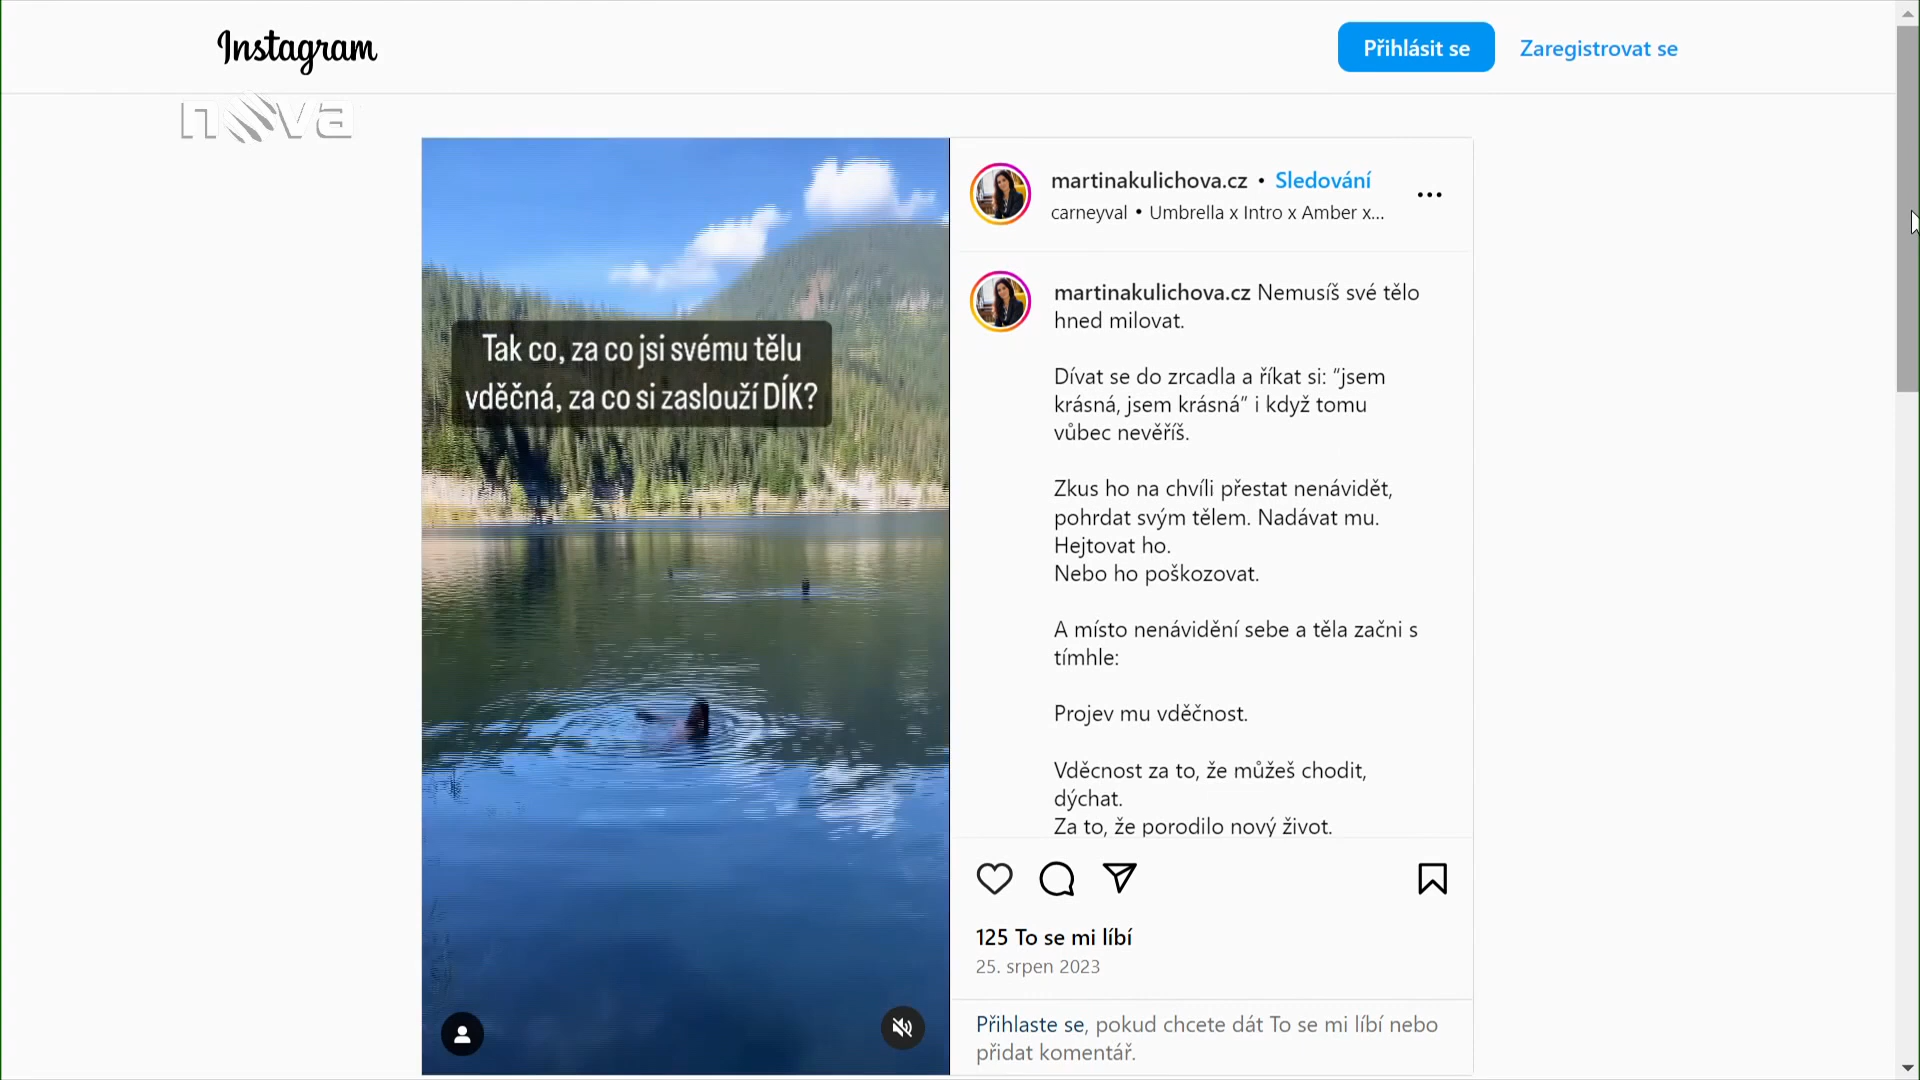 Instagram
Přihlásit se
Zaregistrovat se
nova
Tak co, za co jsi svému tělu
vděčná, za co si zaslouží DÍK?
martinakulichova.cz • Sledování
carneyval • Umbrella x Intro x Amber x...
martinakulichova.cz Nemusíš své tělo
hned milovat.
Dívat se do zrcadla a říkat si: “jsem
krásná, jsem krásná” i když tomu
vůbec nevěříš.
Zkus ho na chvíli přestat nenávidět,
pohrdat svým tělem. Nadávat mu.
Hejtovat ho.
Nebo ho poškozovat.
A místo nenávidění sebe a těla začni s
tímhle:
Projev mu vděčnost.
Vděcnost za to, že můžeš chodit,
dýchat.
Za to, že porodilo nový život.
125 To se mi líbí
25. srpen 2023
Přihlaste se, pokud chcete dát To se mi líbí nebo
přidat komentář.